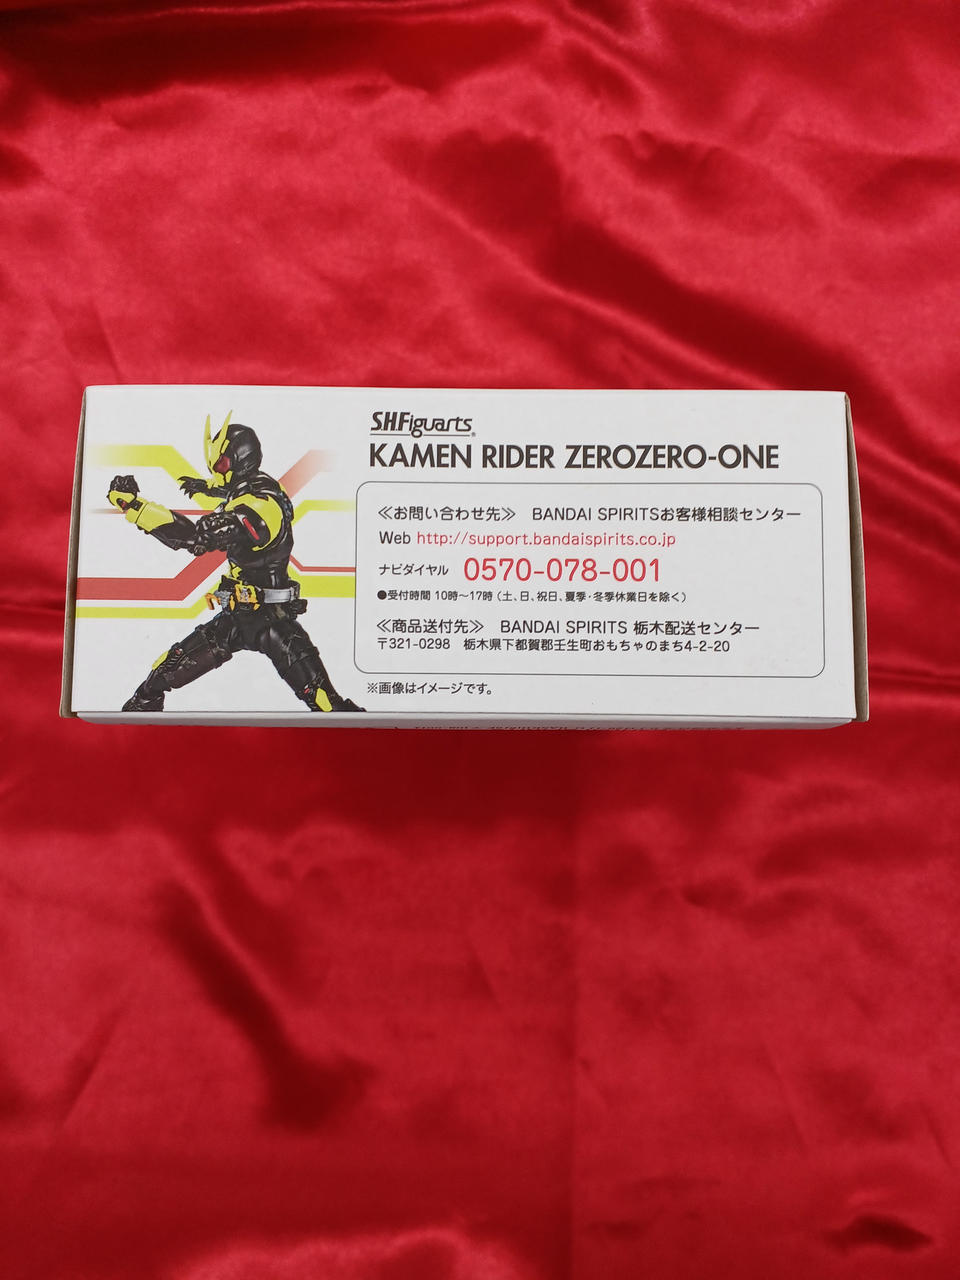 S.H.Figuarts
KAMEN RIDER ZEROZERO-ONE
≪お問い合わせ先≫ BANDAI SPIRITSお客様相談センター
Web http://support.bandaispirits.co.jp
ナビダイヤル 0570-078-001
●受付時間 10時〜17時(土、日、祝日、夏季・冬季休業日を除く)
≪商品送付先≫ BANDAI SPIRITS 栃木配送センター
〒321-0298 栃木県下都賀郡壬生町おもちゃのまち4-2-20
※画像はイメージです。